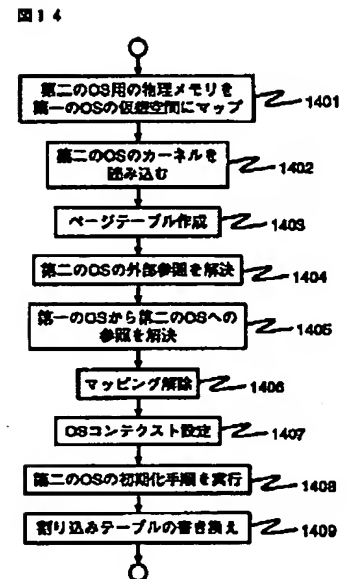 図14
第二のOS用の物理メモリを
第一のOSの仮想空間にマップ
1401
第二のOSのカーネルを
読み込む
1402
ページテーブル作成
1403
第二のOSの外部参照を解決
1404
第一のOSから第二のOSへの
参照を解決
1405
マッピング解除
1406
OSコンテクスト設定
1407
第二のOSの初期化手順を実行
1408
割り込みテーブルの書き換え
1409